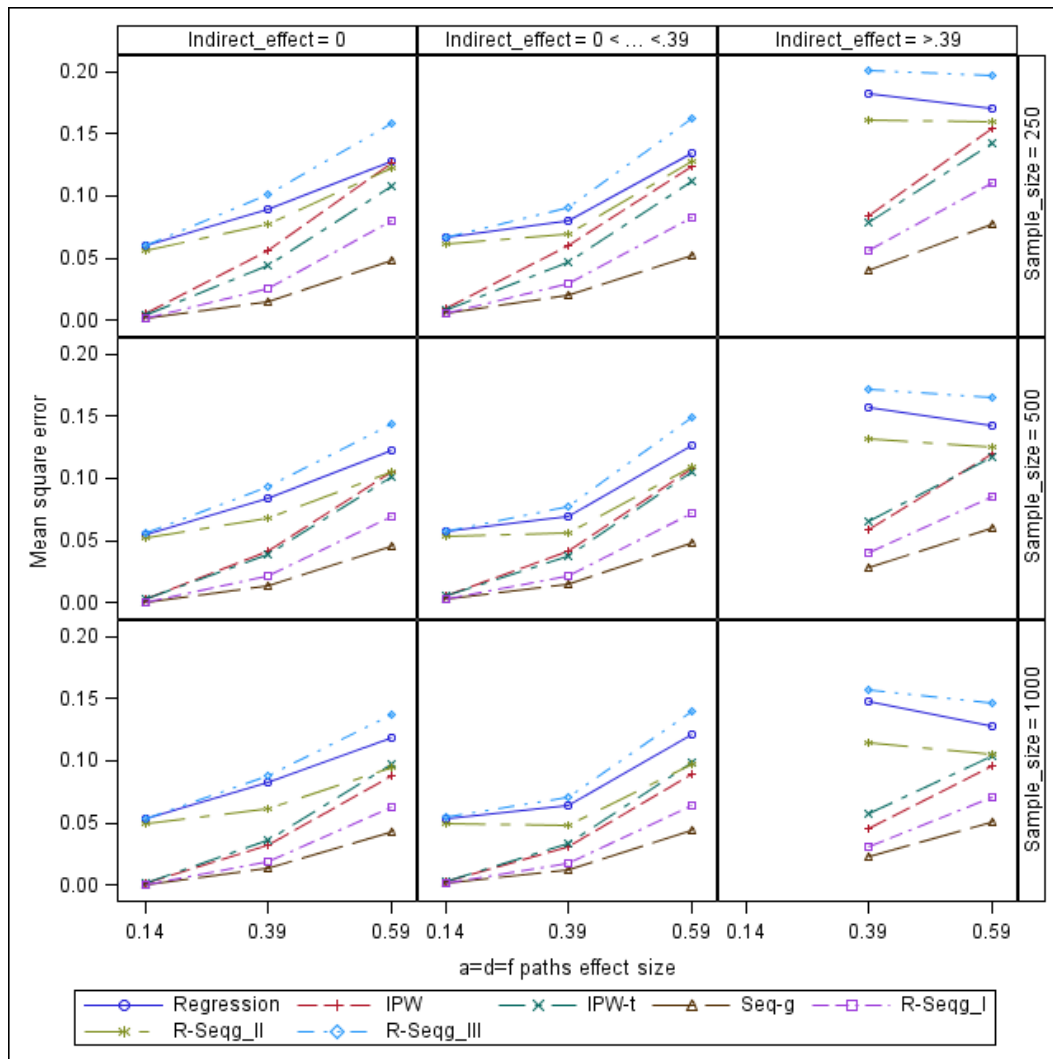 Indirect_effect = 0
Indirect_effect = 0 < ... <.39
Indirect_effect = >.39
0.20
0.15
0.10
0.05
0.00
Sample_size = 250
0.20
0.15
0.10
0.05
0.00
Sample_size = 500
0.20
0.15
0.10
0.05
0.00
Sample_size = 1000
Mean square error
0.14 0.39 0.59 0.14 0.39 0.59 0.14 0.39 0.59
a=d=f paths effect size
Regression IPW IPW-t Seq-g R-Seqg_I
R-Seqg_II R-Seqg_III